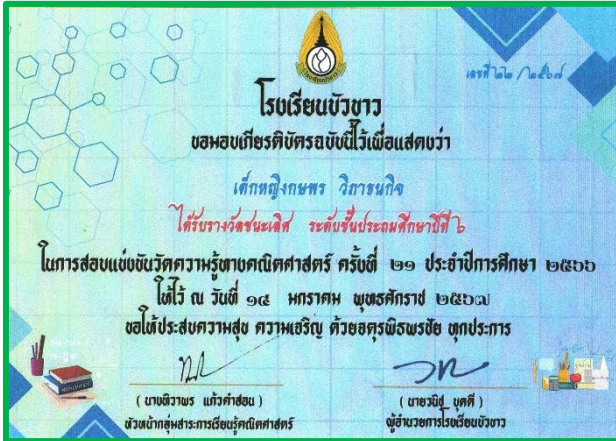 เลขที่ ๒๒ / ๒๕๖๗
โรงเรียนบัวขาว
ขอมอบเกียรติบัตรฉบับนี้ไว้เพื่อแสดงว่า
เด็กหญิงกษพร วิภาธนกิจ
ได้รับรางวัลชนะเลิศ ระดับชั้นประถมศึกษาปีที่ ๖
ในการสอบแข่งขันวัดความรู้ทางคณิตศาสตร์ ครั้งที่ ๒๑ ประจำปีการศึกษา ๒๕๖๖
ให้ไว้ ณ วันที่ ๑๔ มกราคม พุทธศักราช ๒๕๖๗
ขอให้ประสบความสุข ความเจริญ ด้วยจตุรพิธพรชัย ทุกประการ
( นางทิวาพร แก้วคำสอน )
( นายวนิช บุตตี )
หัวหน้ากลุ่มสาระการเรียนรู้คณิตศาสตร์
ผู้อำนวยการโรงเรียนบัวขาว